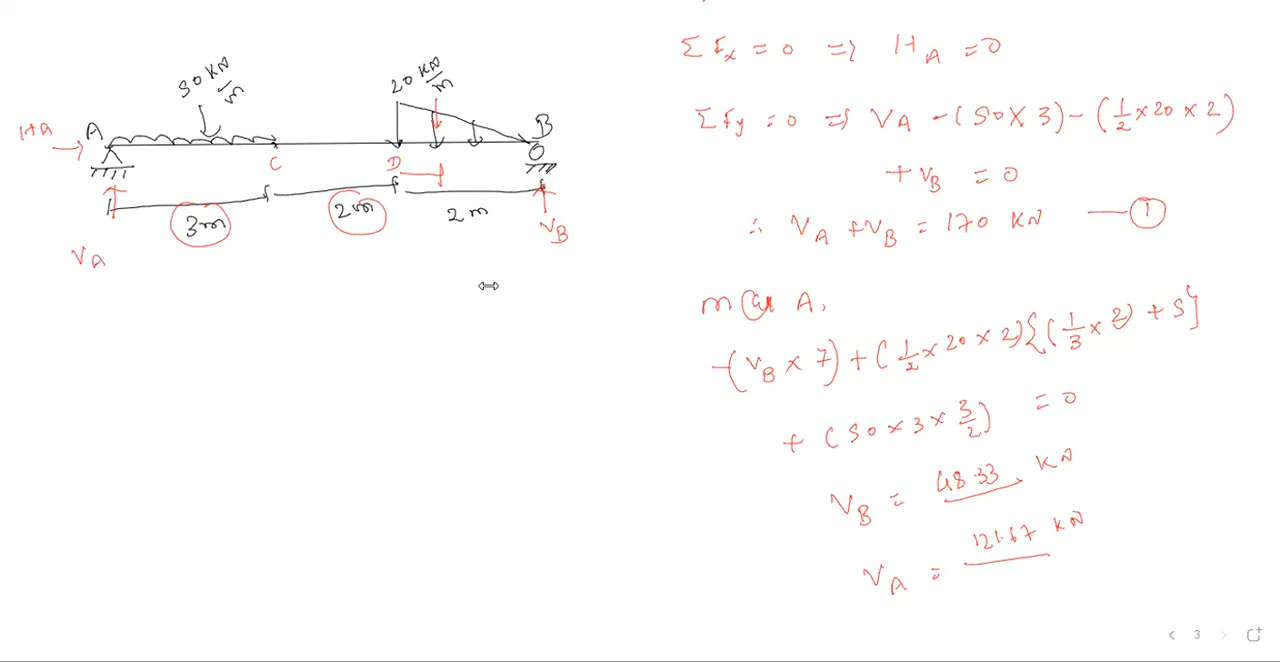 50 KN/m
20 KN/m
HA
A
B
C
D
3m
2m
2m
VA
VB
ΣFx = 0 ⇒ HA = 0
ΣFy = 0 ⇒ VA - (50 × 3) - (1/2 × 20 × 2)
+ VB = 0
∴ VA + VB = 170 KN — ①
m @ A,
-(VB × 7) + (1/2 × 20 × 2){(1/3 × 2) + 5}
+ (50 × 3 × 3/2) = 0
VB = 48.33 KN
VA = 121.67 KN
3